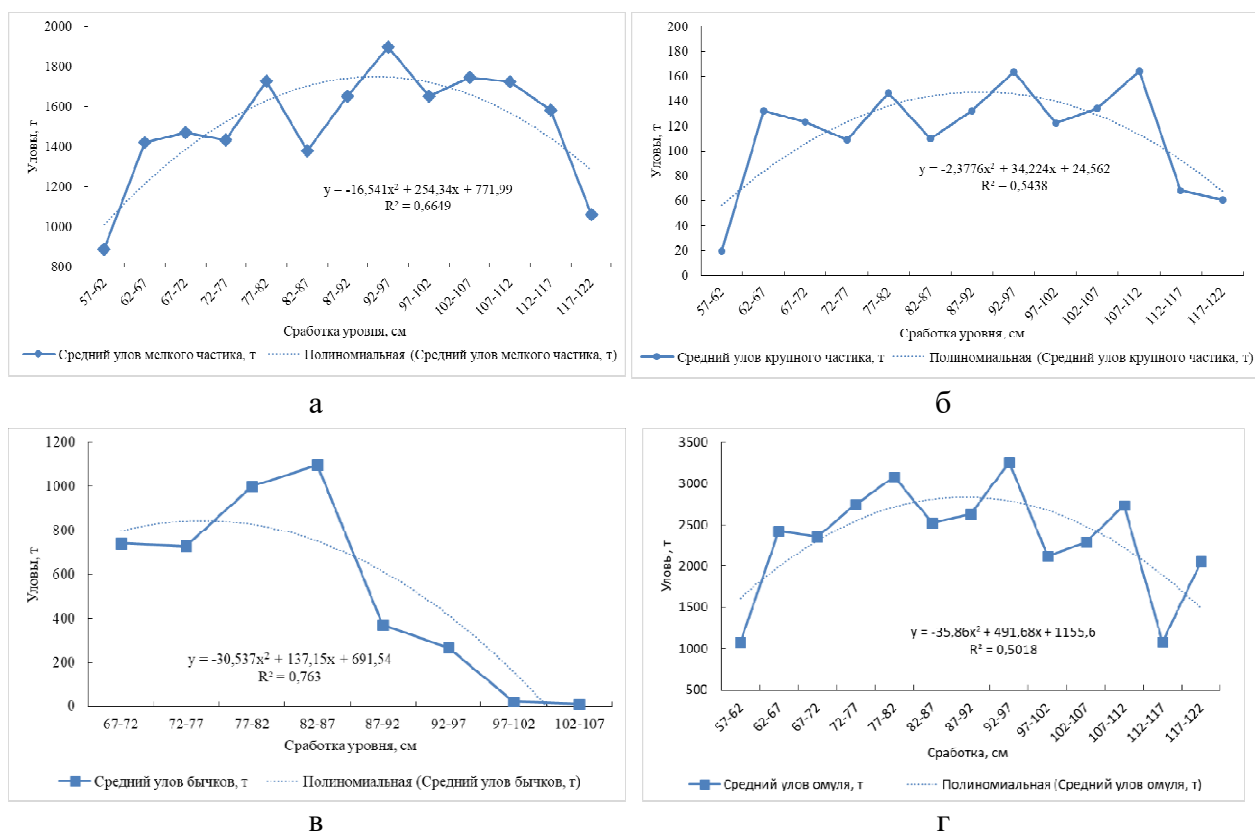 2000
1800
1600
1400
1200
1000
800
Уловы, т
y = -16,541x² + 254,34x + 771,99
R² = 0,6649
57-62
62-67
67-72
72-77
77-82
82-87
87-92
92-97
97-102
102-107
107-112
112-117
117-122
Сработка уровня, см
Средний улов мелкого частика, т
Полиномиальная (Средний улов мелкого частика, т)
а
200
180
160
140
120
100
80
60
40
20
0
Уловы, т
y = -2,3776x² + 34,224x + 24,562
R² = 0,5438
57-62
62-67
67-72
72-77
77-82
82-87
87-92
92-97
97-102
102-107
107-112
112-117
117-122
Сработка уровня, см
Средний улов крупного частика, т
Полиномиальная (Средний улов крупного частика, т)
б
1200
1000
800
600
400
200
0
Уловы, т
y = -30,537x² + 137,15x + 691,54
R² = 0,763
67-72
72-77
77-82
82-87
87-92
92-97
97-102
102-107
Сработка уровня, см
Средний улов бычков, т
Полиномиальная (Средний улов бычков, т)
в
3500
3000
2500
2000
1500
1000
500
Уловы, т
y = -35,86x² + 491,68x + 1155,6
R² = 0,5018
57-62
62-67
67-72
72-77
77-82
82-87
87-92
92-97
97-102
102-107
107-112
112-117
117-122
Сработка, см
Средний улов омуля, т
Полиномиальная (Средний улов омуля, т)
г